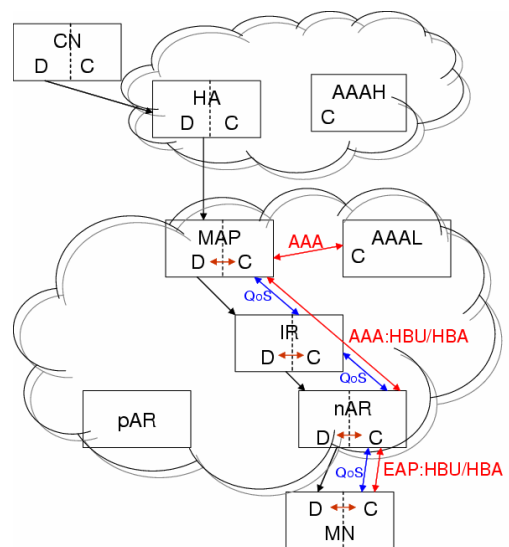 CN
D C
HA
D C
AAAH
C
MAP
D C
AAA
AAAL
C
QoS
IR
D C
AAA:HBU/HBA
QoS
pAR
nAR
D C
QoS
EAP:HBU/HBA
D C
MN